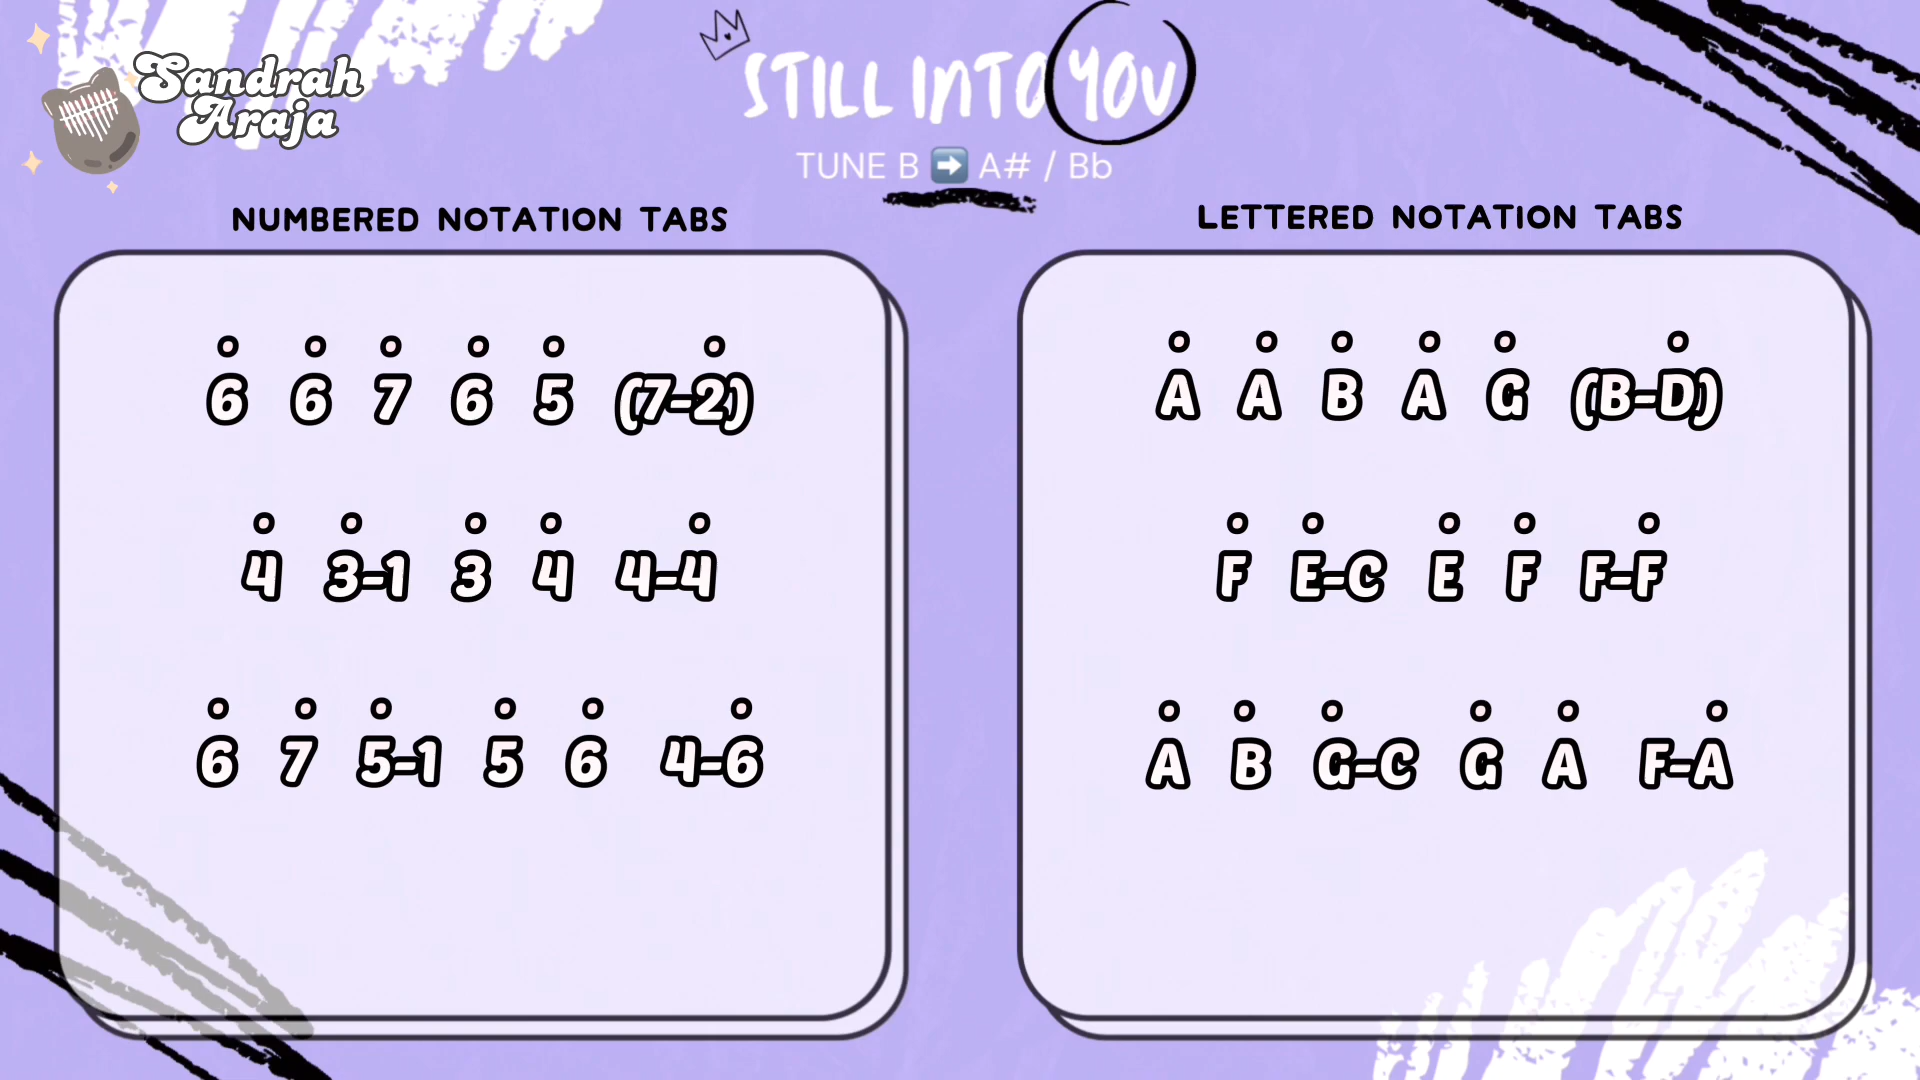 Sandrah
Araja
STILL INTO YOU
TUNE B ➡ A# / Bb
NUMBERED NOTATION TABS
6° 6° 7° 6° 5° (7-2°)
4° 3°-1 3° 4° 4-4°
6° 7° 5°-1 5° 6° 4-6°
LETTERED NOTATION TABS
A° A° B° A° G° (B-D°)
F° E°-C E° F° F-F°
A° B° G°-C G° A° F-A°